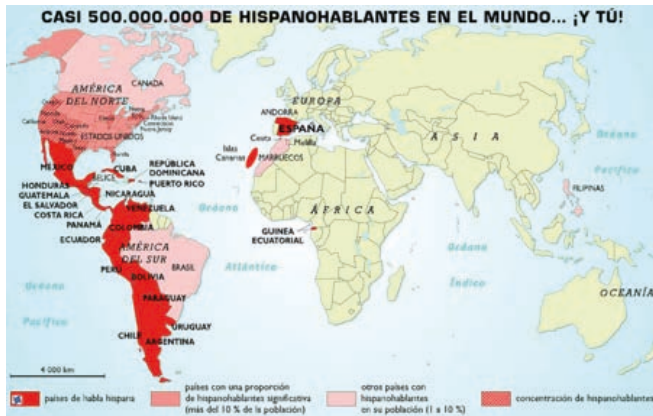 CASI 500.000.000 DE HISPANOHABLANTES EN EL MUNDO... ¡Y TÚ!
AMÉRICA
DEL NORTE
CANADA
ESTADOS UNIDOS
MÉXICO
BELICE
CUBA
REPÚBLICA
DOMINICANA
PUERTO RICO
HONDURAS
GUATEMALA
EL SALVADOR
NICARAGUA
COSTA RICA
PANAMÁ
VENEZUELA
COLOMBIA
ECUADOR
AMÉRICA
DEL SUR
PERÚ
BRASIL
BOLIVIA
PARAGUAY
URUGUAY
CHILE
ARGENTINA
Océano
Pacífico
Océano
Atlántico
EUROPA
ANDORRA
ESPAÑA
Ceuta
Melilla
Islas
Canarias
MARRUECOS
ÁFRICA
GUINEA
ECUATORIAL
ASIA
Océano
Pacífico
FILIPINAS
Océano
Índico
OCEANÍA
4 000 km
países de habla hispana
países con una proporción
de hispanohablantes significativa
(más del 10 % de la población)
otros países con
hispanohablantes
en su población (1 a 10 %)
concentración de hispanohablantes